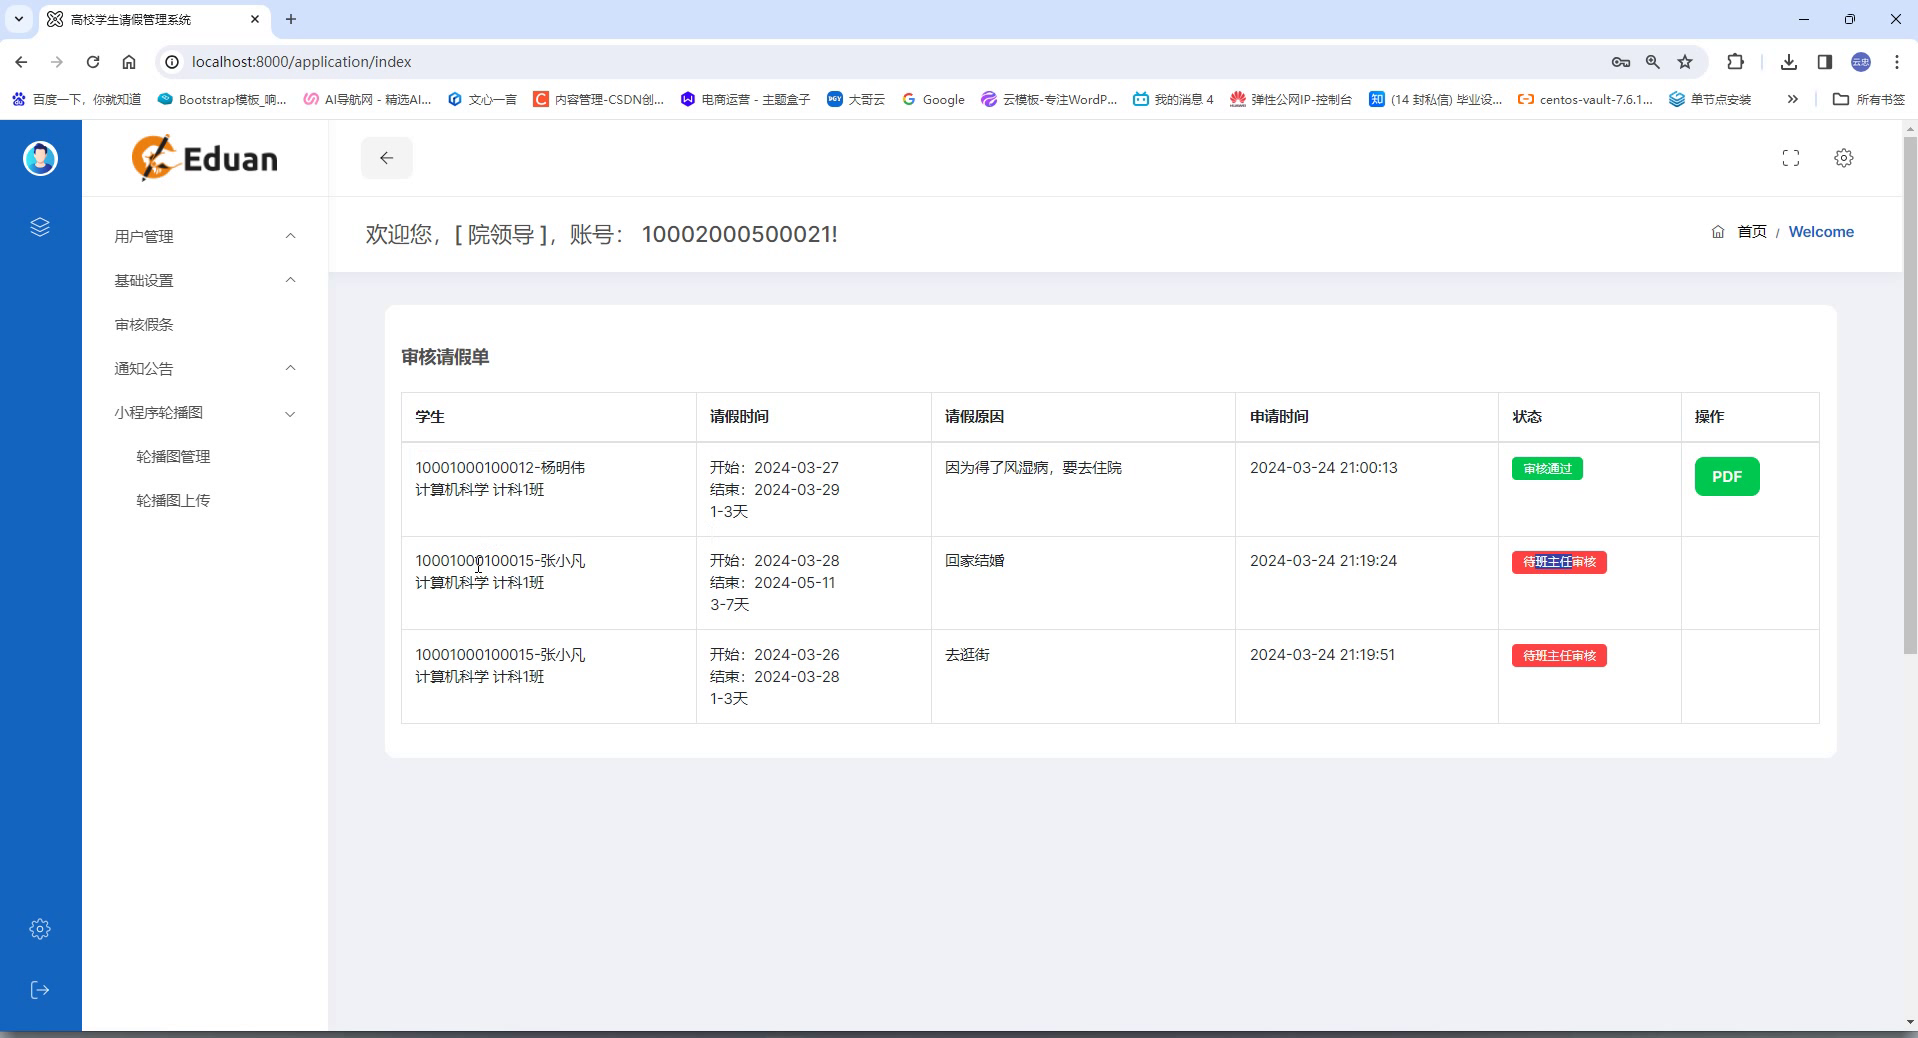 高校学生请假管理系统
localhost:8000/application/index
云忠
百度一下，你就知道
Bootstrap模板_响...
AI导航网 - 精选AI...
文心一言
内容管理-CSDN创...
电商运营 - 主题盒子
大哥云
Google
云模板-专注WordP...
我的消息 4
弹性公网IP-控制台
知
(14 封私信) 毕业设...
centos-vault-7.6.1...
单节点安装
所有书签
Eduan
欢迎您，[ 院领导 ]，账号： 10002000500021!
首页 / Welcome
用户管理
基础设置
审核假条
通知公告
小程序轮播图
轮播图管理
轮播图上传
审核请假单
学生 请假时间 请假原因 申请时间 状态 操作
10001000100012-杨明伟 开始：2024-03-27 因为得了风湿病，要去住院 2024-03-24 21:00:13 审核通过 PDF
计算机科学 计科1班 结束：2024-03-29
1-3天
10001000100015-张小凡 开始：2024-03-28 回家结婚 2024-03-24 21:19:24 待班主任审核
计算机科学 计科1班 结束：2024-05-11
3-7天
10001000100015-张小凡 开始：2024-03-26 去逛街 2024-03-24 21:19:51 待班主任审核
计算机科学 计科1班 结束：2024-03-28
1-3天